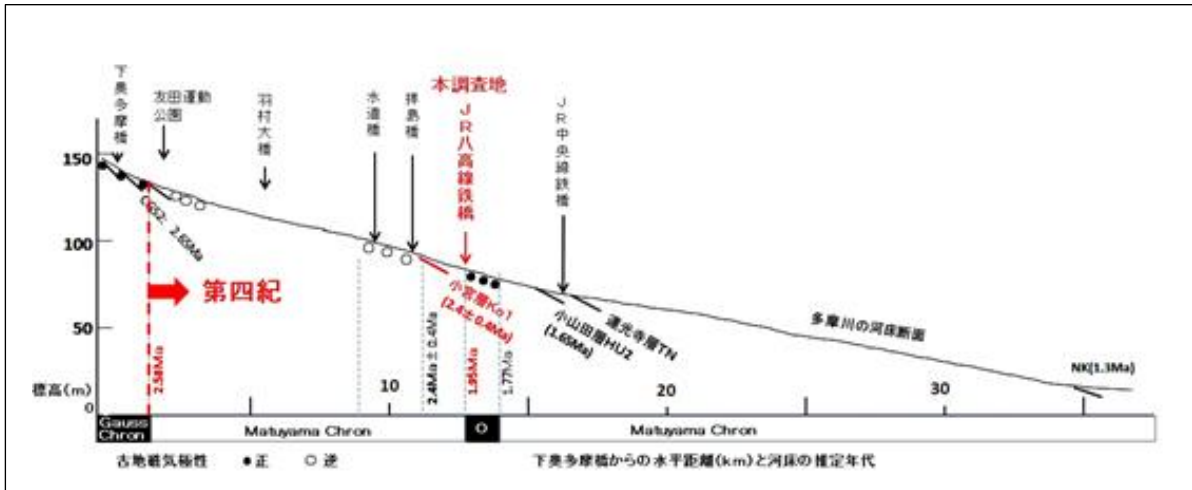 本調査地
下奥多摩橋
友田運動
公園
羽村大橋
水道橋
拝島橋
JR八高線鉄橋
JR中央線鉄橋
150
100
50
0
標高(m)
GS2: 2.65Ma
第四紀
2.58Ma
小宮層Ko1
(2.4±0.4Ma)
2.4Ma±0.4Ma
1.95Ma
1.77Ma
小山田層HU2
(1.65Ma)
連光寺層TN
多摩川の河床断面
NK(1.3Ma)
10
20
30
Gauss
Chron
Matuyama Chron
O
Matuyama Chron
古地磁気極性 ●正 ○逆
下奥多摩橋からの水平距離(km)と河床の推定年代